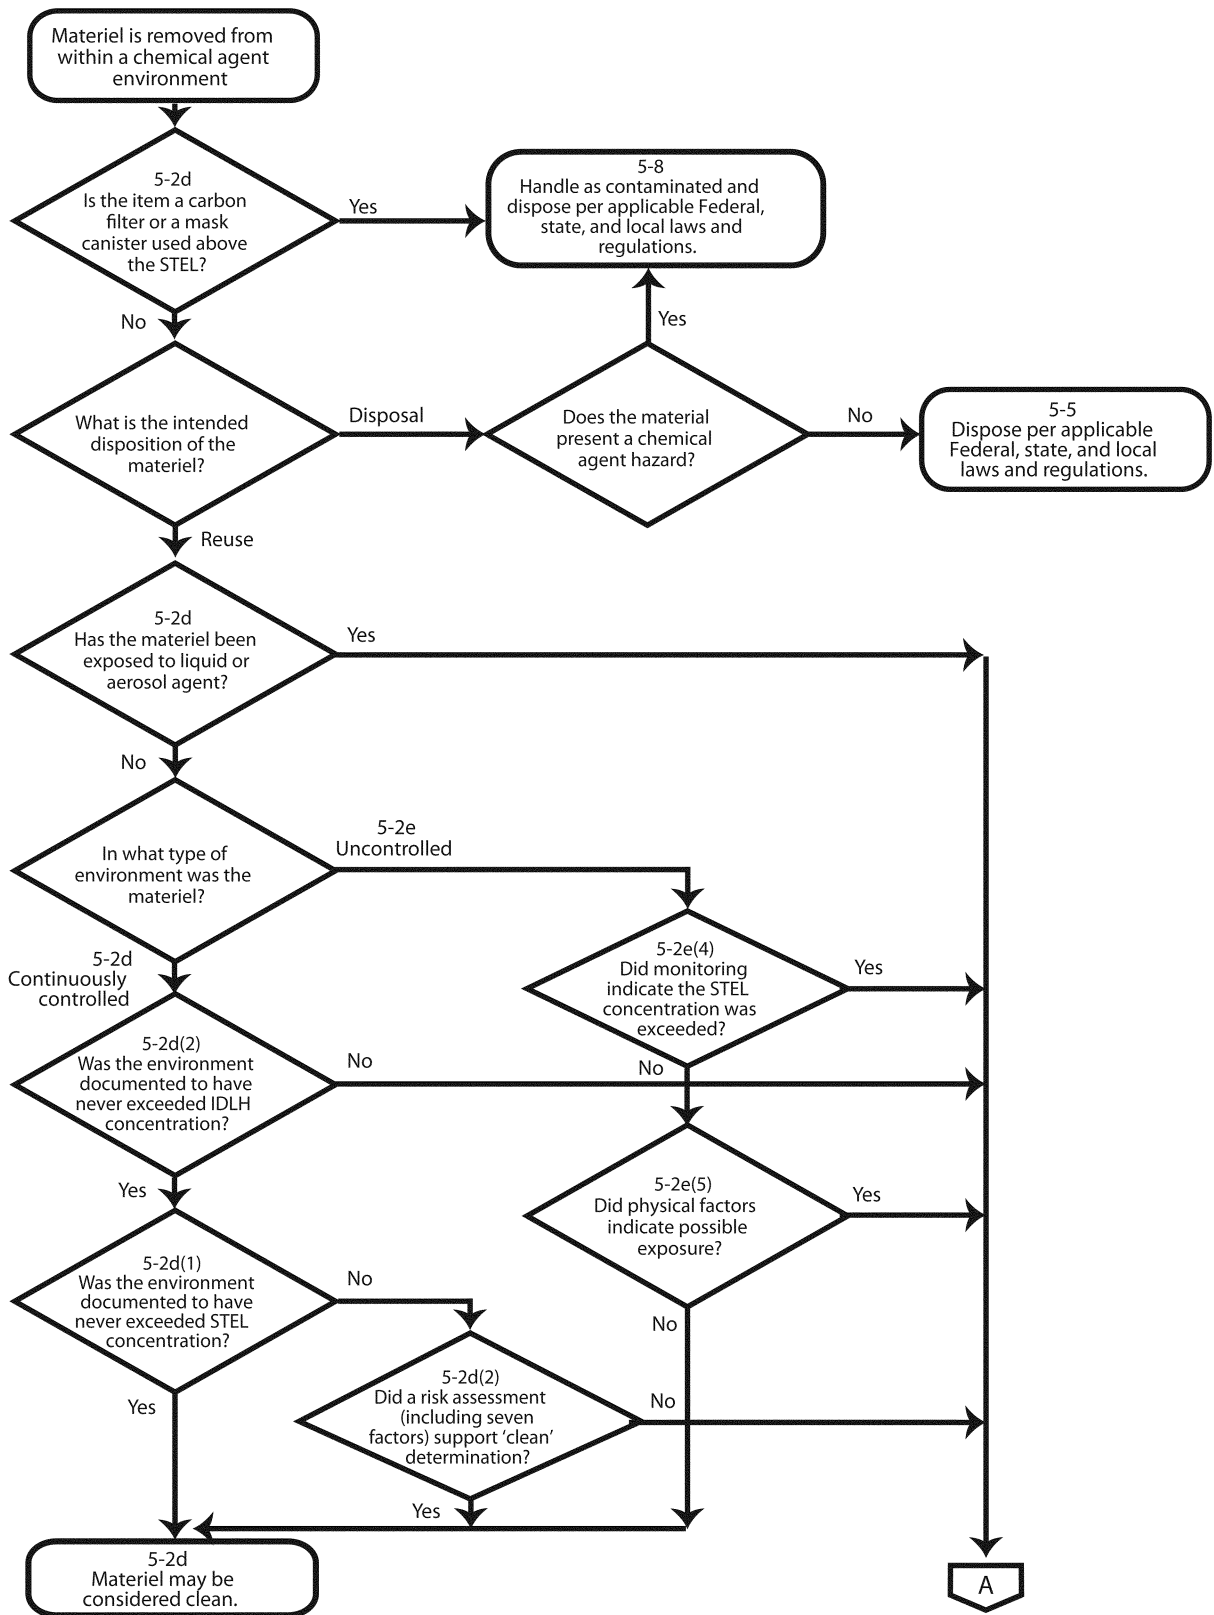 Materiel is removed from
within a chemical agent
environment
5-2d
Is the item a carbon
filter or a mask
canister used above
the STEL?
Yes
5-8
Handle as contaminated and
dispose per applicable Federal,
state, and local laws and
regulations.
No
Yes
What is the intended
disposition of the
materiel?
Disposal
Does the material
present a chemical
agent hazard?
No
5-5
Dispose per applicable
Federal, state, and local
laws and regulations.
Reuse
5-2d
Has the materiel been
exposed to liquid or
aerosol agent?
Yes
No
In what type of
environment was the
materiel?
5-2e
Uncontrolled
5-2e(4)
Did monitoring
indicate the STEL
concentration was
exceeded?
Yes
5-2d
Continuously
controlled
5-2d(2)
Was the environment
documented to have
never exceeded IDLH
concentration?
No
No
Yes
5-2e(5)
Did physical factors
indicate possible
exposure?
Yes
5-2d(1)
Was the environment
documented to have
never exceeded STEL
concentration?
No
No
5-2d(2)
Did a risk assessment
(including seven
factors) support ‘clean’
determination?
No
Yes
Yes
5-2d
Materiel may be
considered clean.
A